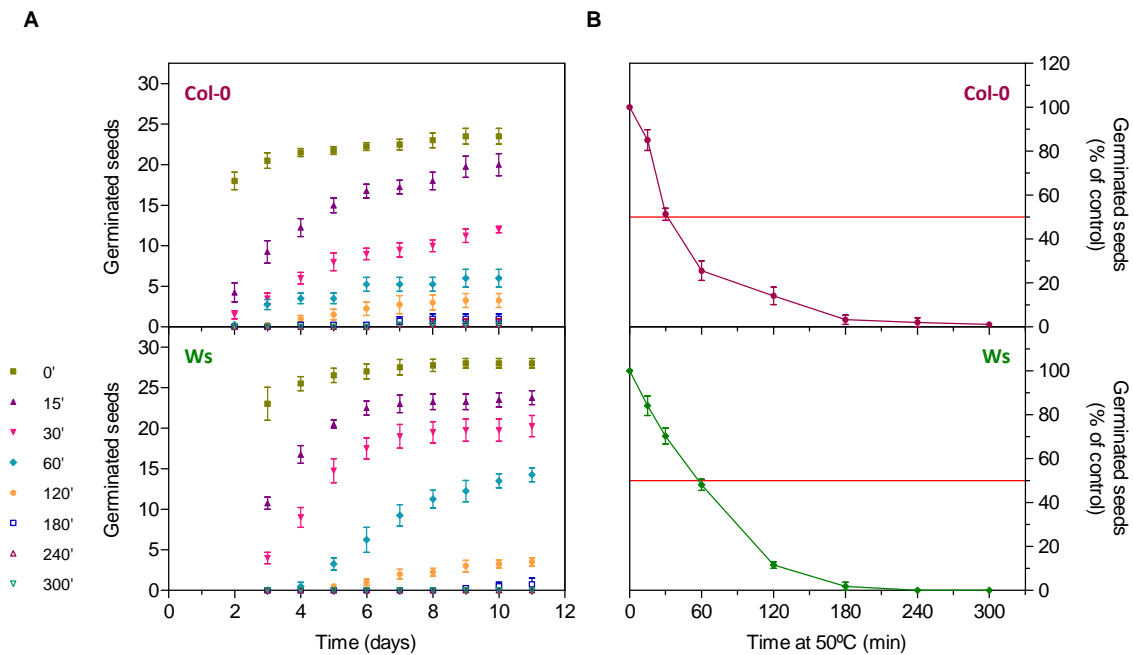 A
B
30
25
20
15
10
5
0
Col-0
Germinated seeds
30
25
20
15
10
5
0
Ws
Germinated seeds
0 2 4 6 8 10 12
Time (days)
0'
15'
30'
60'
120'
180'
240'
300'
Col-0
120
100
80
60
40
20
0
Germinated seeds
(% of control)
Ws
100
80
60
40
20
0
Germinated seeds
(% of control)
0 60 120 180 240 300
Time at 50ºC (min)